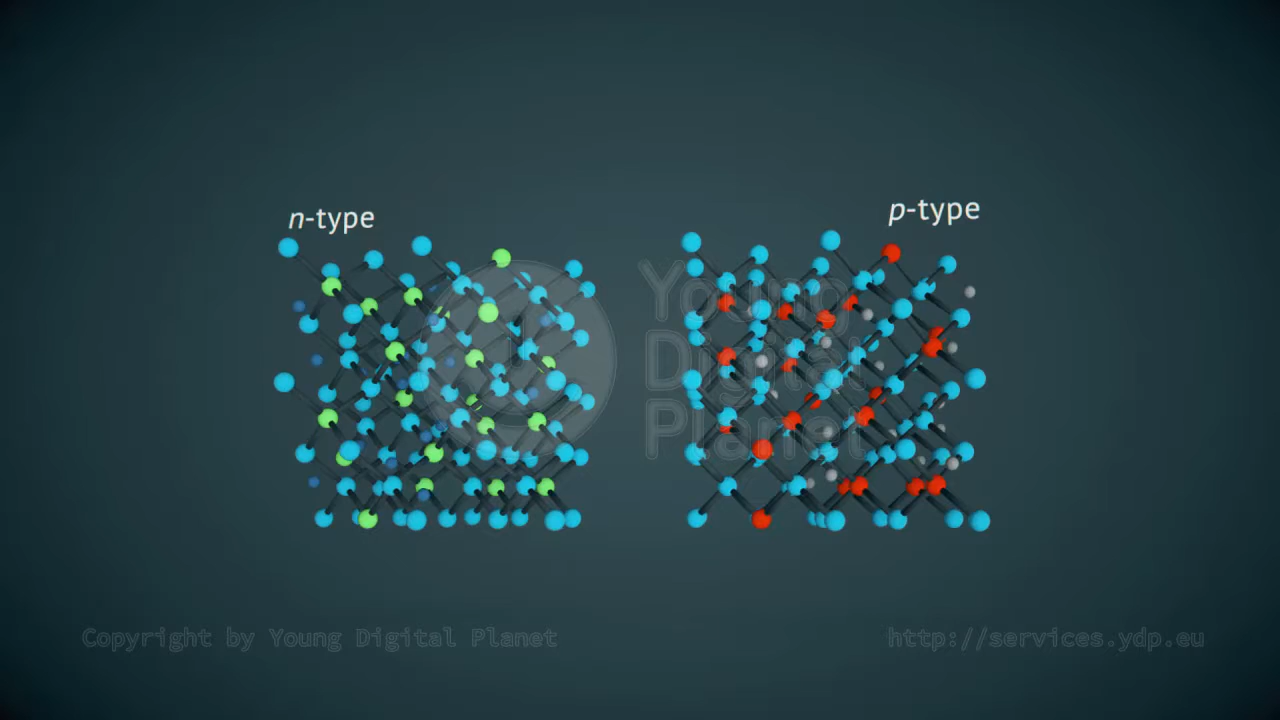 n-type
p-type
Young
Digital
Planet
Copyright by Young Digital Planet
http://services.ydp.eu